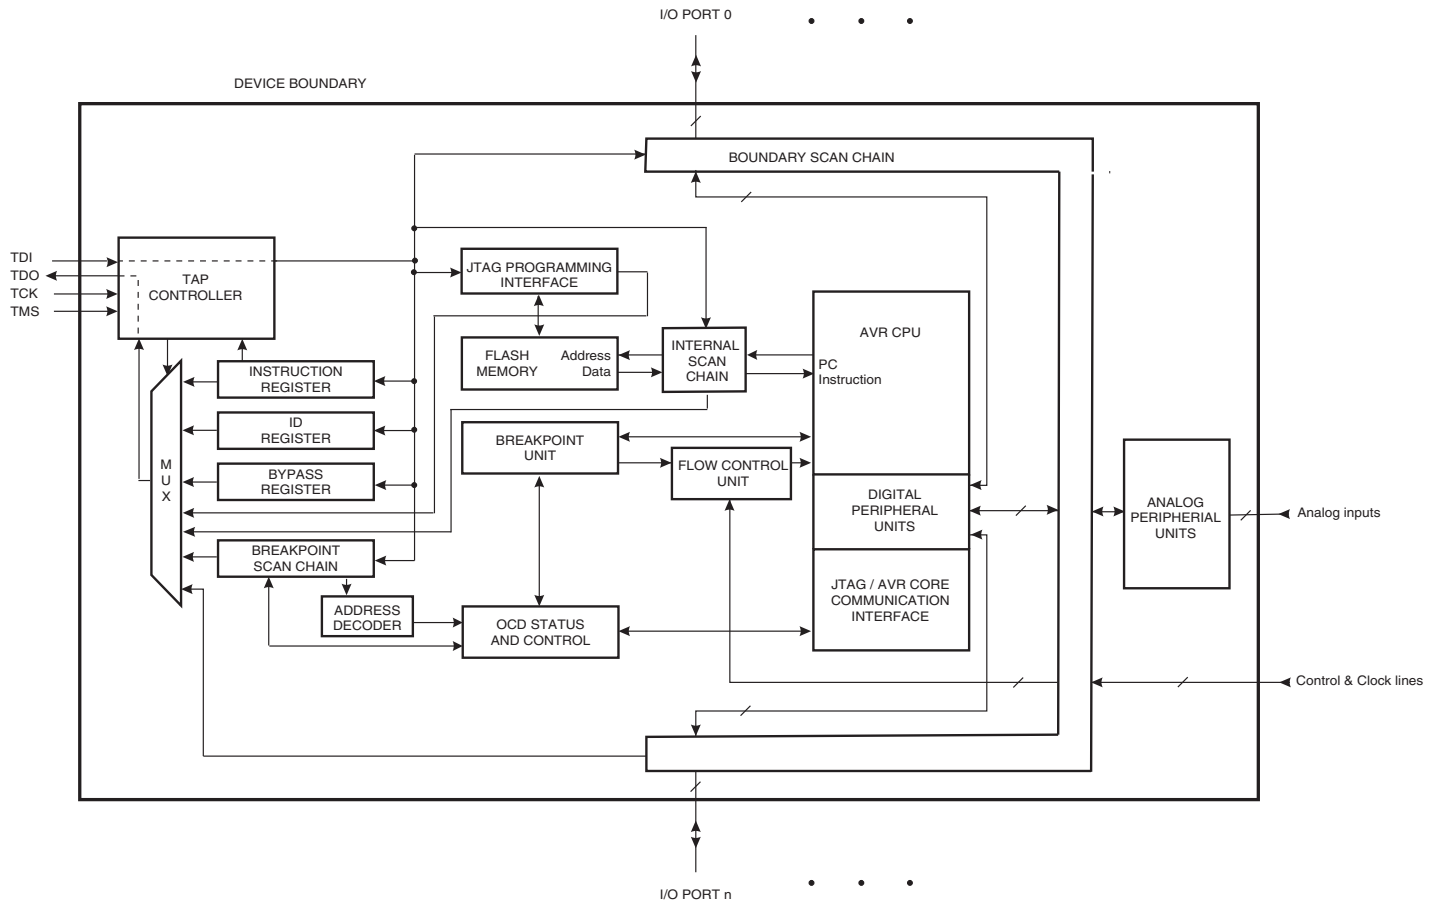 I/O PORT 0
DEVICE BOUNDARY
BOUNDARY SCAN CHAIN
TDI
TDO
TCK
TMS
TAP
CONTROLLER
JTAG PROGRAMMING
INTERFACE
AVR CPU
FLASH
MEMORY
Address
Data
INTERNAL
SCAN
CHAIN
PC
Instruction
INSTRUCTION
REGISTER
ID
REGISTER
M
U
X
BYPASS
REGISTER
BREAKPOINT
UNIT
FLOW CONTROL
UNIT
DIGITAL
PERIPHERAL
UNITS
ANALOG
PERIPHERIAL
UNITS
Analog inputs
BREAKPOINT
SCAN CHAIN
ADDRESS
DECODER
OCD STATUS
AND CONTROL
JTAG / AVR CORE
COMMUNICATION
INTERFACE
Control & Clock lines
I/O PORT n